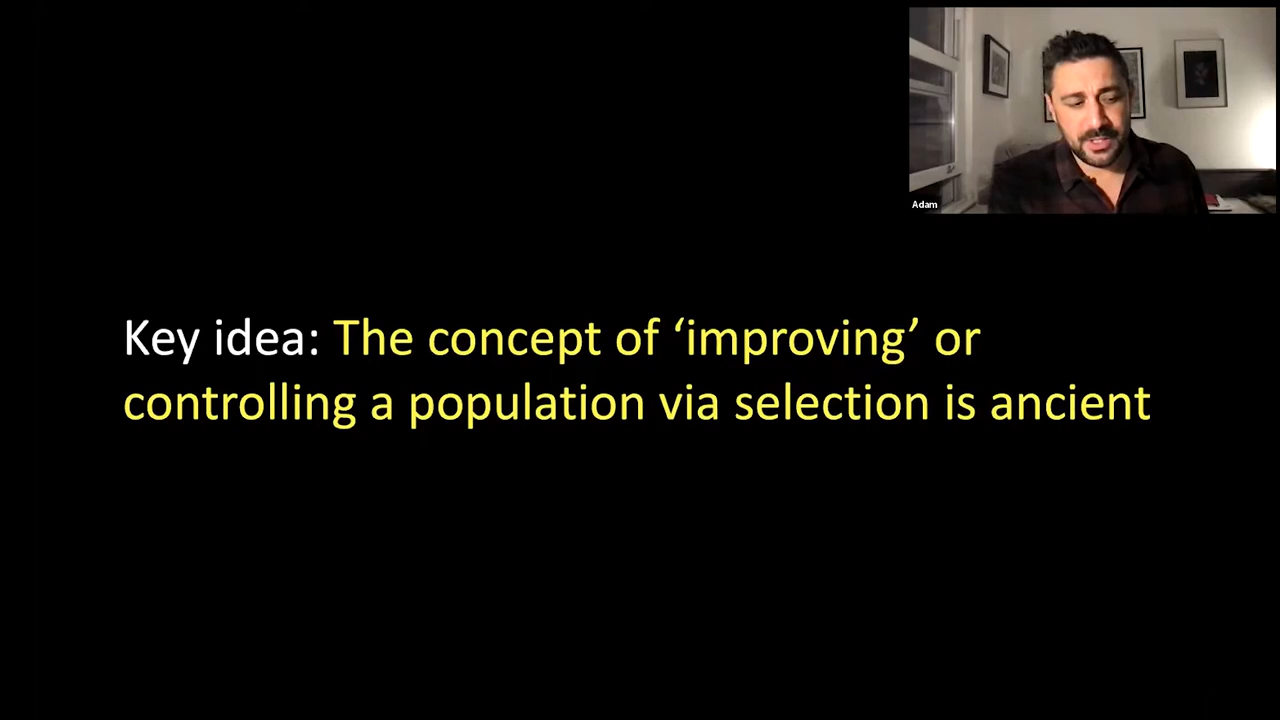 Adam
Key idea: The concept of ‘improving’ or
controlling a population via selection is ancient